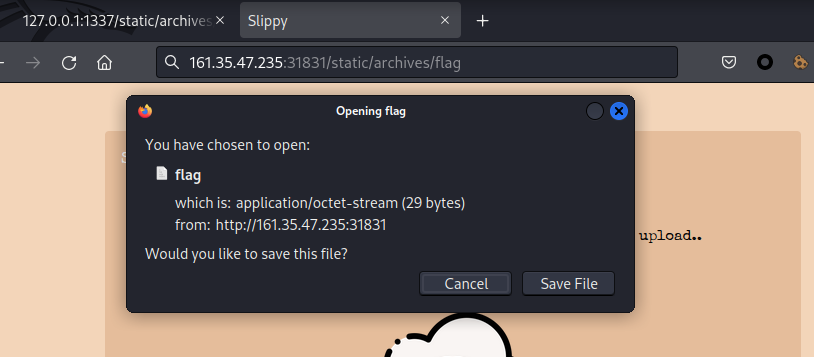 127.0.0.1:1337/static/archives
Slippy
161.35.47.235:31831/static/archives/flag
Opening flag
You have chosen to open:
flag
which is: application/octet-stream (29 bytes)
from: http://161.35.47.235:31831
Would you like to save this file?
upload..
Cancel
Save File